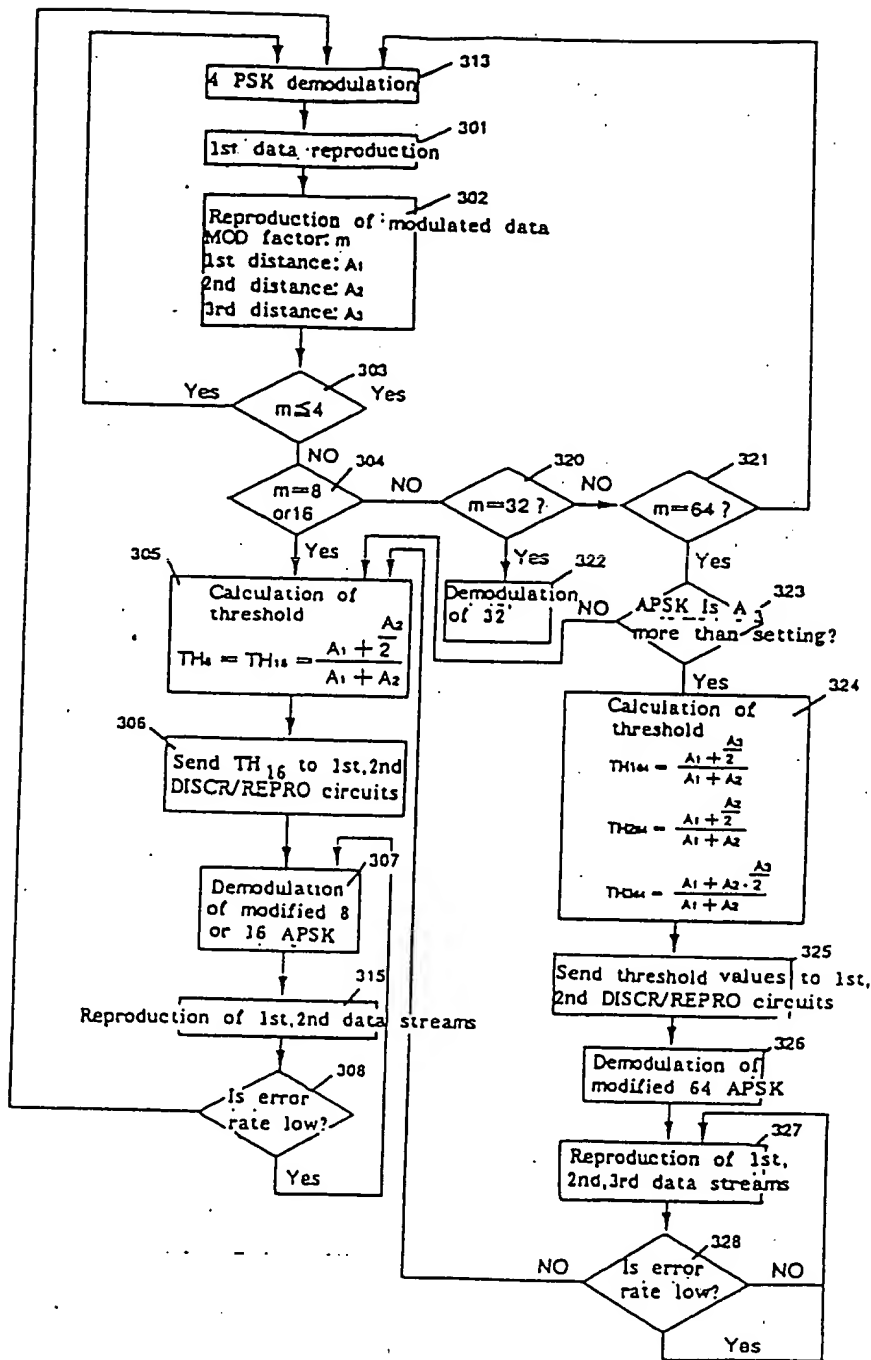 313
4 PSK demodulation
301
1st data reproduction
302
Reproduction of modulated data
MOD factor: m
1st distance: A1
2nd distance: A2
3rd distance: A3
303
Yes
Yes
m≦4
NO
304
m=8
or16
NO
320
m=32 ?
NO
321
m=64 ?
Yes
Yes
Yes
305
Calculation of
threshold
TH8 = TH16 = (A1 + A2/2) / (A1 + A2)
322
Demodulation
of 32
NO
323
APSK Is A
more than setting?
Yes
324
Calculation of
threshold
TH164 = (A1 + A3/2) / (A1 + A2)
TH264 = (A1 + A2/2) / (A1 + A2)
TH364 = (A1 + A2 · A3/2) / (A1 + A2)
306
Send TH16 to 1st,2nd
DISCR/REPRO circuits
307
Demodulation
of modified 8
or 16 APSK
315
Reproduction of 1st,2nd data streams
308
Is error
rate low?
Yes
325
Send threshold values to 1st,
2nd DISCR/REPRO circuits
326
Demodulation of
modified 64 APSK
327
Reproduction of 1st,
2nd,3rd data streams
328
NO
Is error
rate low?
NO
Yes